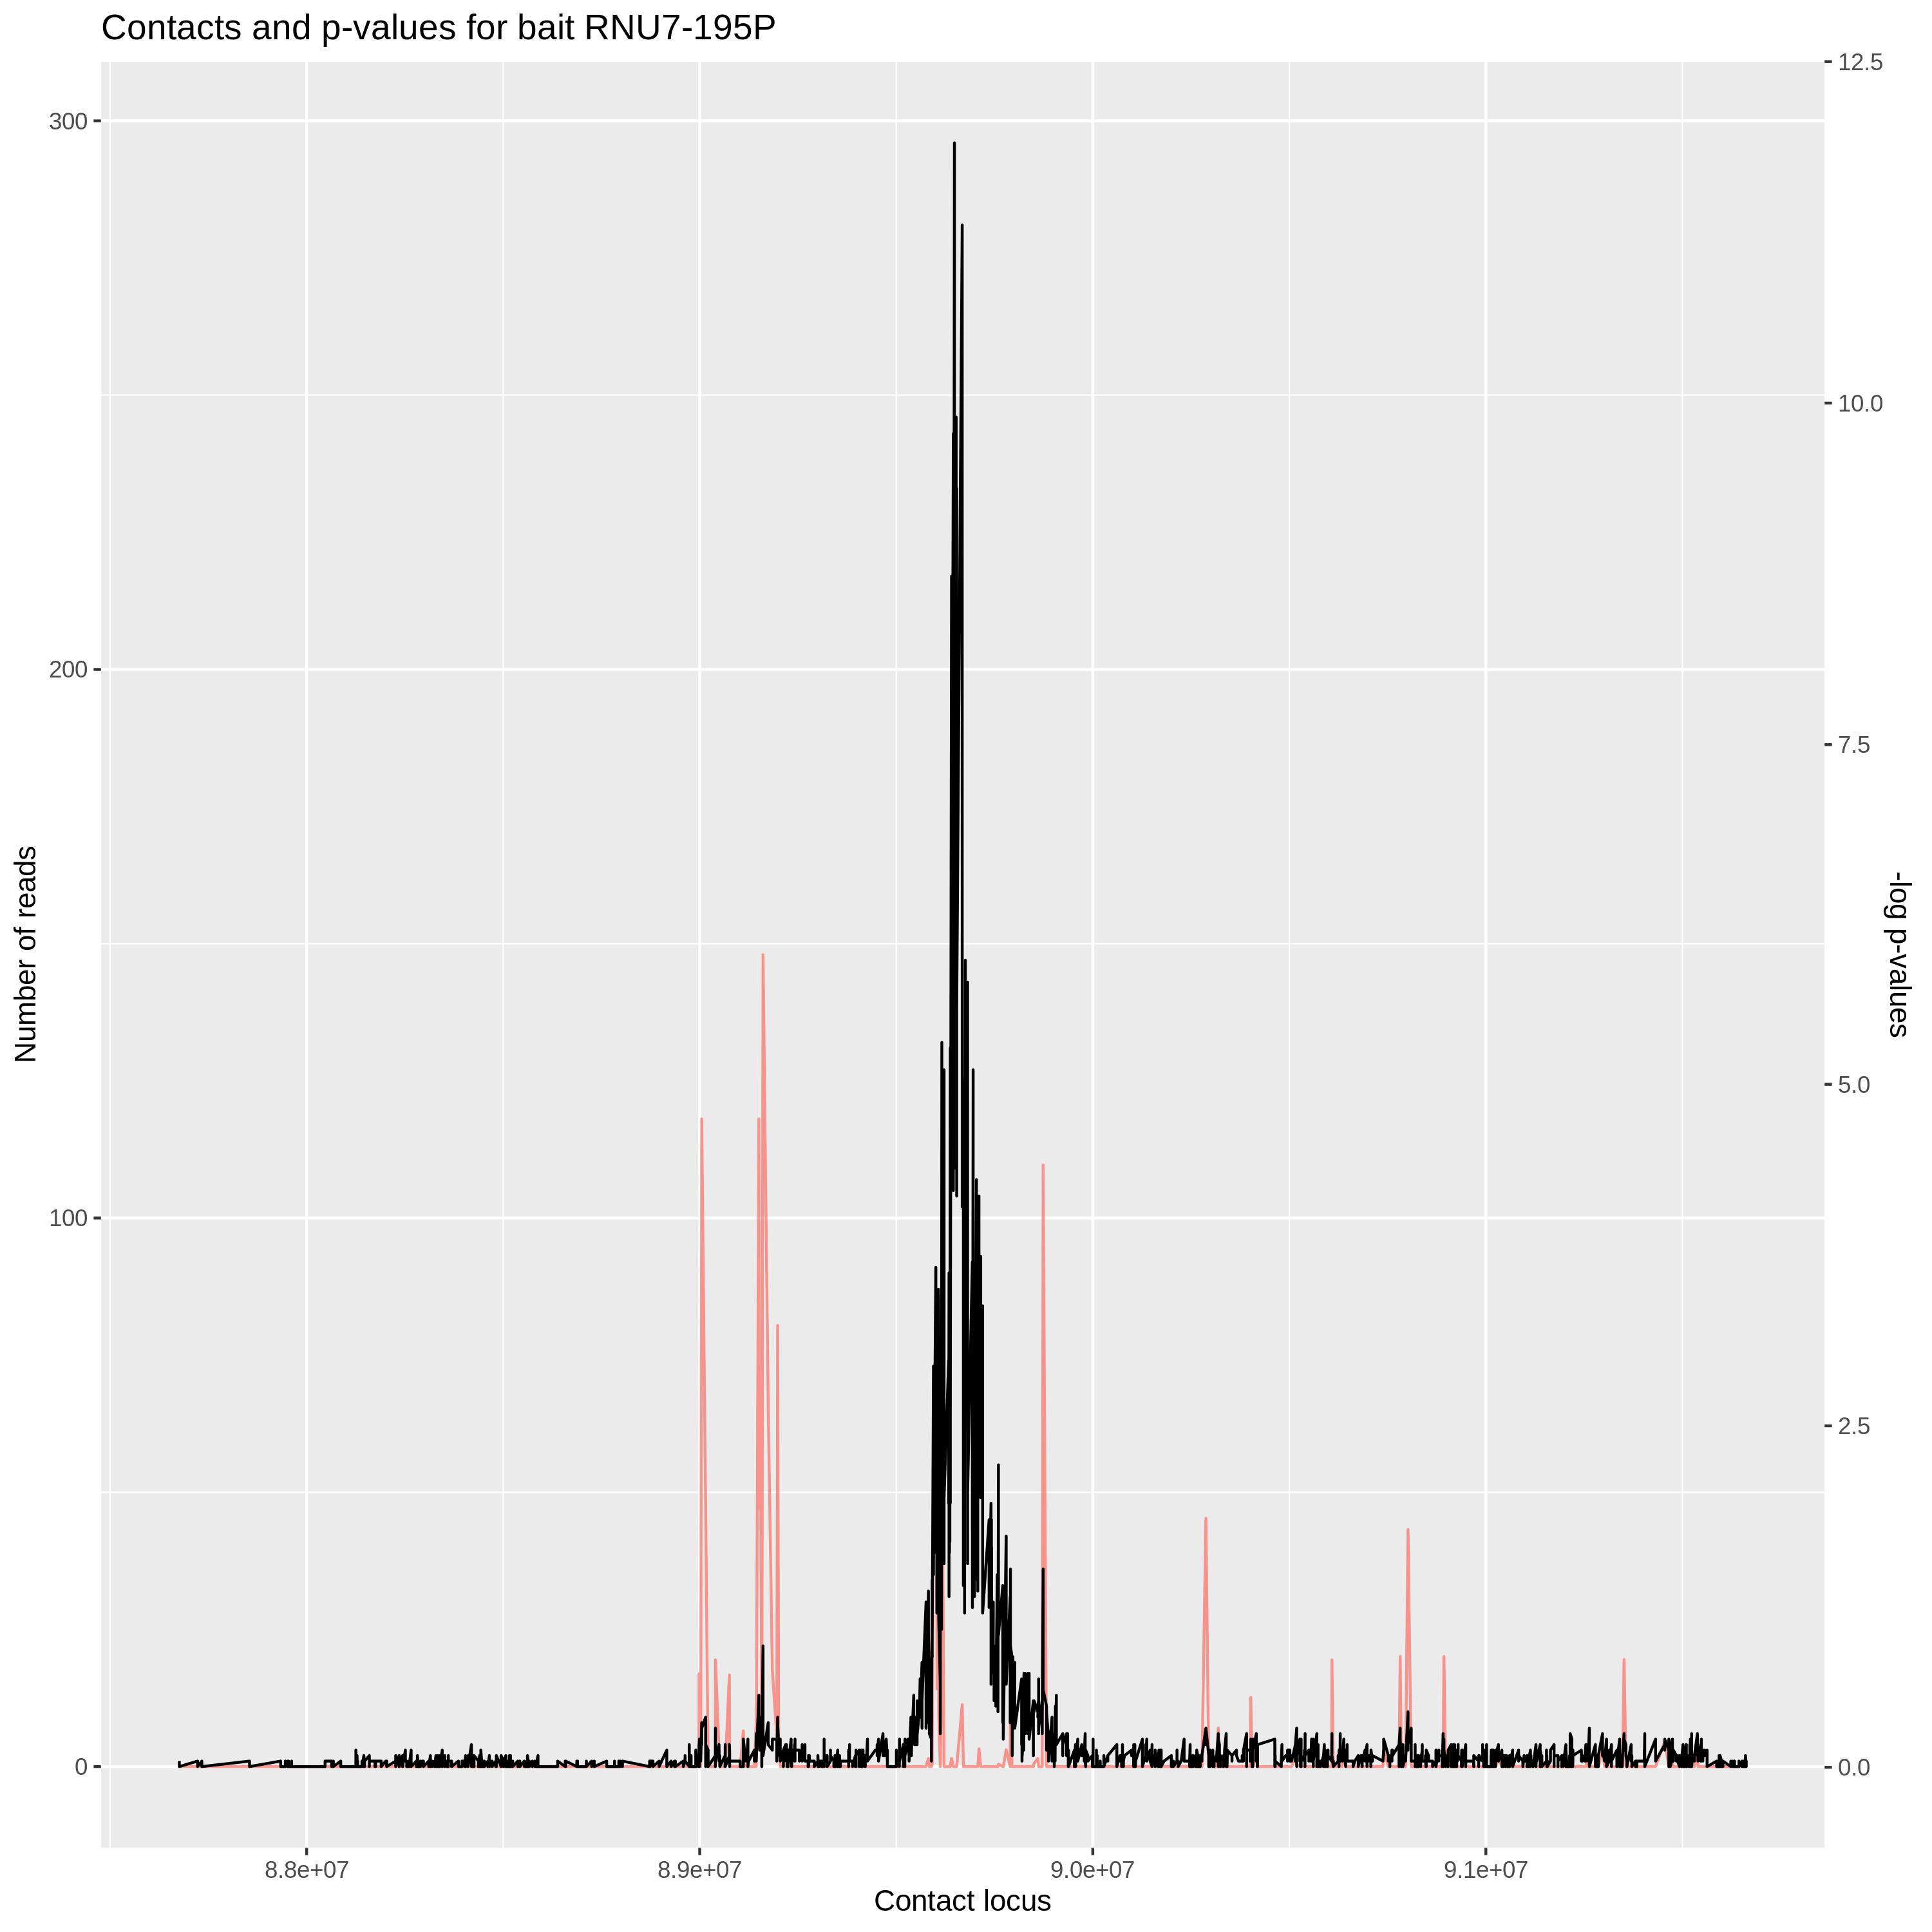 Contacts and p-values for bait RNU7-195P
300
200
100
0
Number of reads
12.5
10.0
7.5
5.0
2.5
0.0
-log p-values
8.8e+07
8.9e+07
9.0e+07
9.1e+07
Contact locus